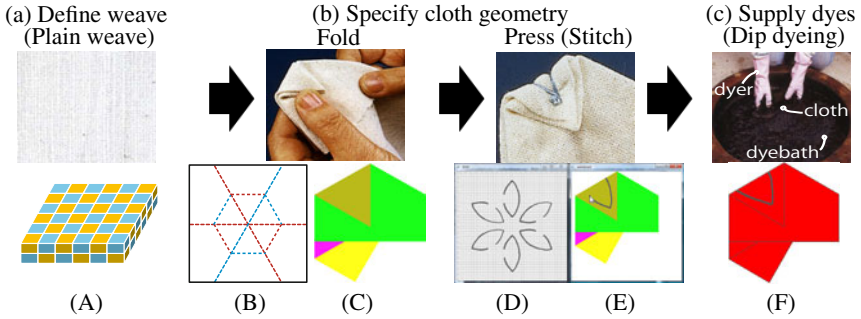 (a) Define weave
(Plain weave)
(b) Specify cloth geometry
Fold
Press (Stitch)
(c) Supply dyes
(Dip dyeing)
dyer
cloth
dyebath
(A)
(B)
(C)
(D)
(E)
(F)